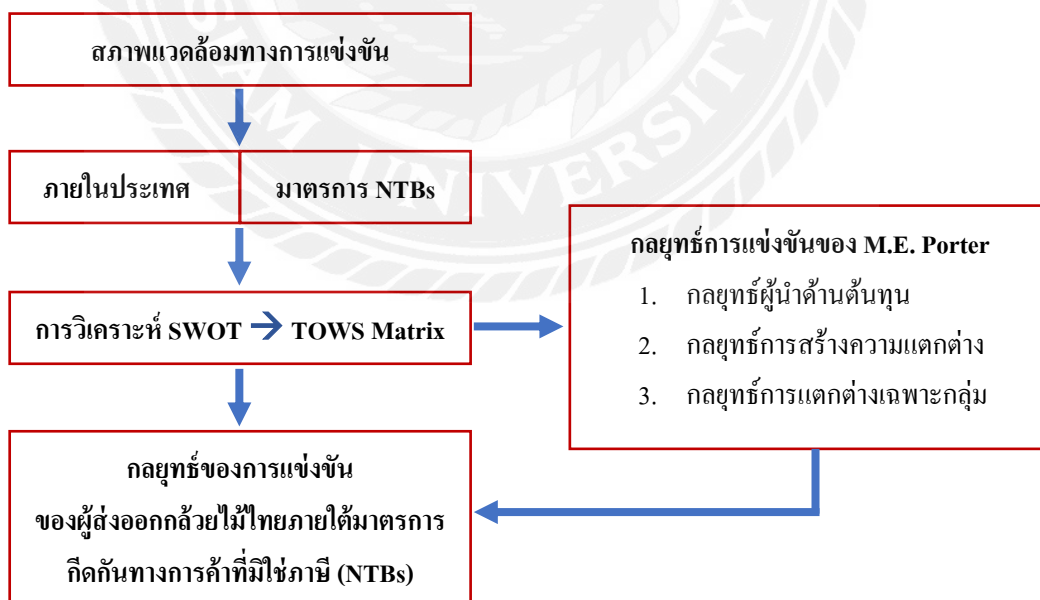 สภาพแวดล้อมทางการแข่งขัน
ภายในประเทศ
มาตรการ NTBs
การวิเคราะห์ SWOT → TOWS Matrix
กลยุทธ์การแข่งขันของ M.E. Porter
1. กลยุทธ์ผู้นำด้านต้นทุน
2. กลยุทธ์การสร้างความแตกต่าง
3. กลยุทธ์การแตกต่างเฉพาะกลุ่ม
กลยุทธ์ของการแข่งขัน
ของผู้ส่งออกกล้วยไม้ไทยภายใต้มาตรการ
กีดกันทางการค้าที่มิใช่ภาษี (NTBs)
SIAM UNIVERSITY